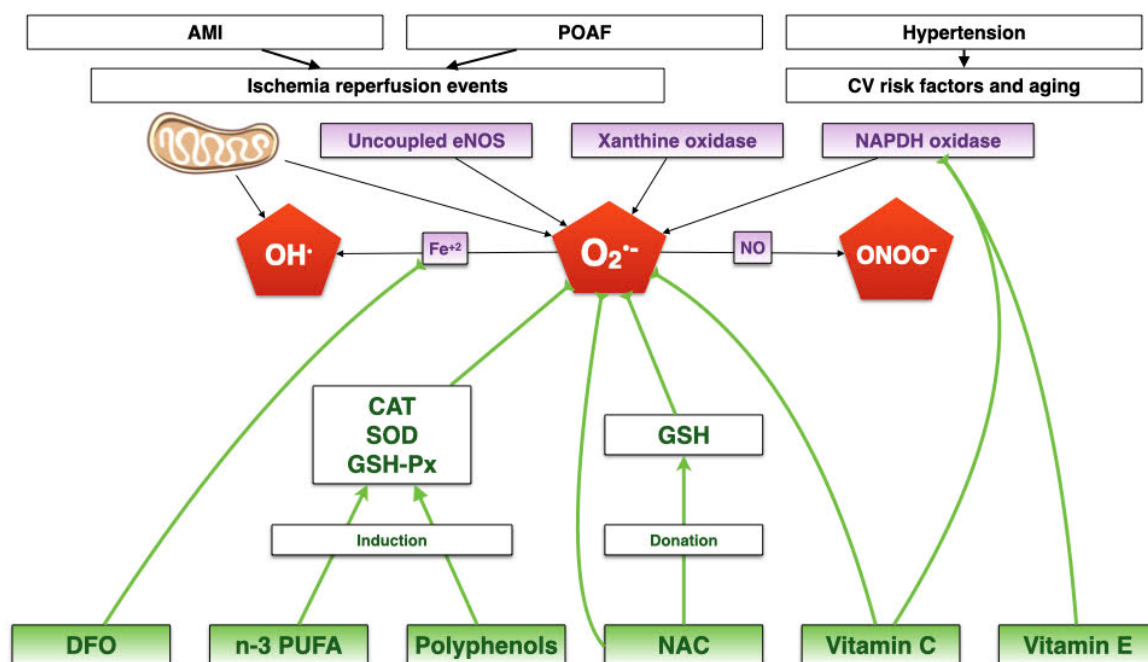 AMI
POAF
Hypertension
Ischemia reperfusion events
CV risk factors and aging
Uncoupled eNOS
Xanthine oxidase
NAPDH oxidase
OH·
Fe⁺²
O₂·⁻
NO
ONOO⁻
CAT
SOD
GSH-Px
GSH
Induction
Donation
DFO
n-3 PUFA
Polyphenols
NAC
Vitamin C
Vitamin E